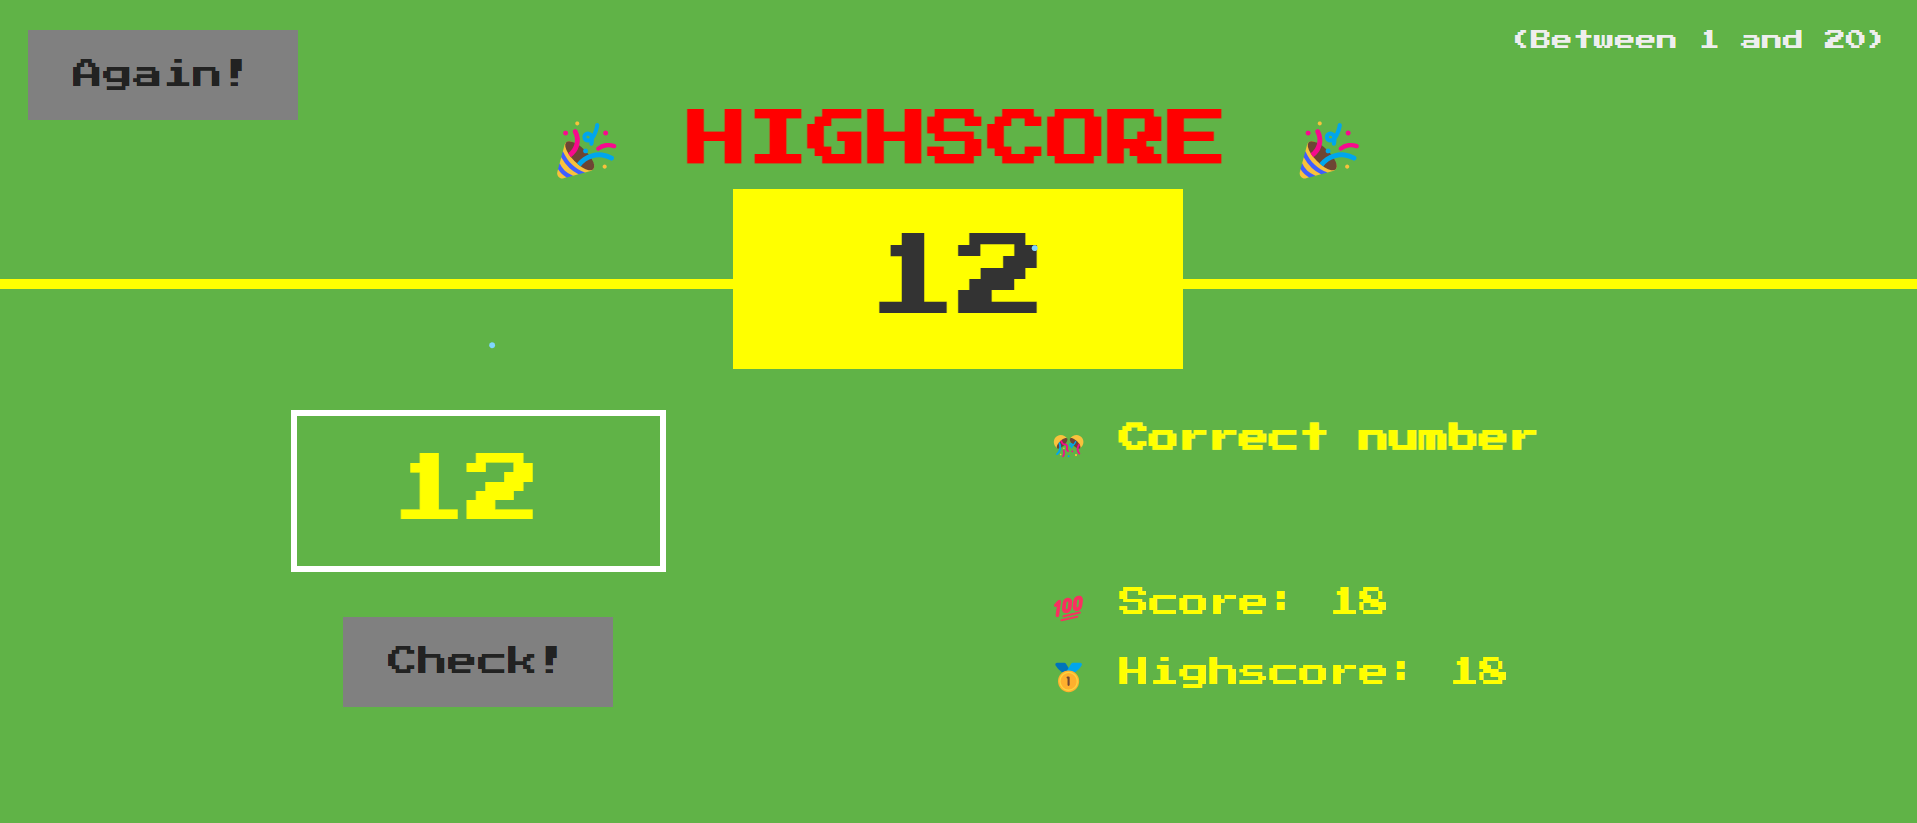 Again!
(Between 1 and 20)
HIGHSCORE
12
12
Correct number
Check!
💯 Score: 18
🥇 Highscore: 18